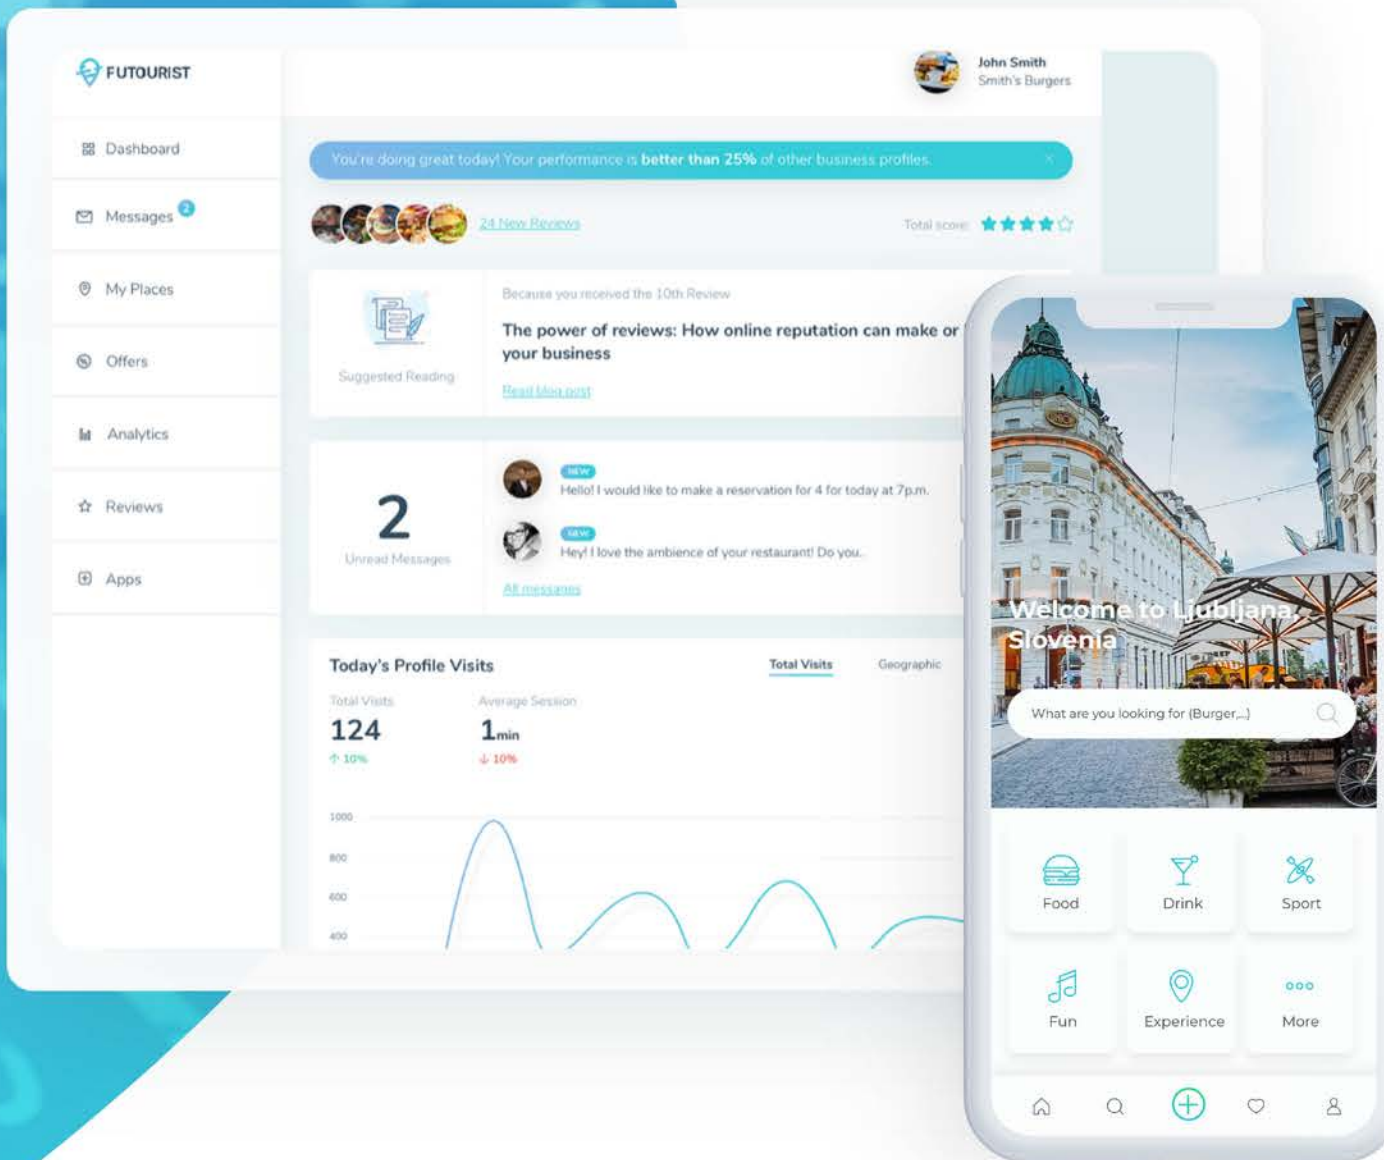 FUTOURIST
John Smith
Smith's Burgers
Dashboard
Messages 2
My Places
Offers
Analytics
Reviews
Apps
You're doing great today! Your performance is better than 25% of other business profiles.
24 New Reviews
Total score:
Suggested Reading
Because you received the 10th Review
The power of reviews: How online reputation can make or
your business
Read blog post
2
Unread Messages
NEW
Hello! I would like to make a reservation for 4 for today at 7p.m.
NEW
Hey! I love the ambience of your restaurant! Do you..
All messages
Today's Profile Visits
Total Visits
Geographic
Total Visits
Average Session
124
1min
↑ 10%
↓ 10%
1000
800
600
400
Welcome to Ljubljana,
Slovenia
What are you looking for (Burger,...)
Food
Drink
Sport
Fun
Experience
More